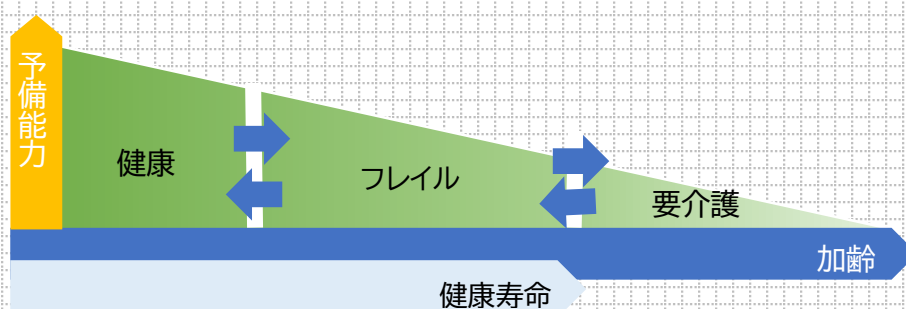 予備能力
健康
フレイル
要介護
加齢
健康寿命